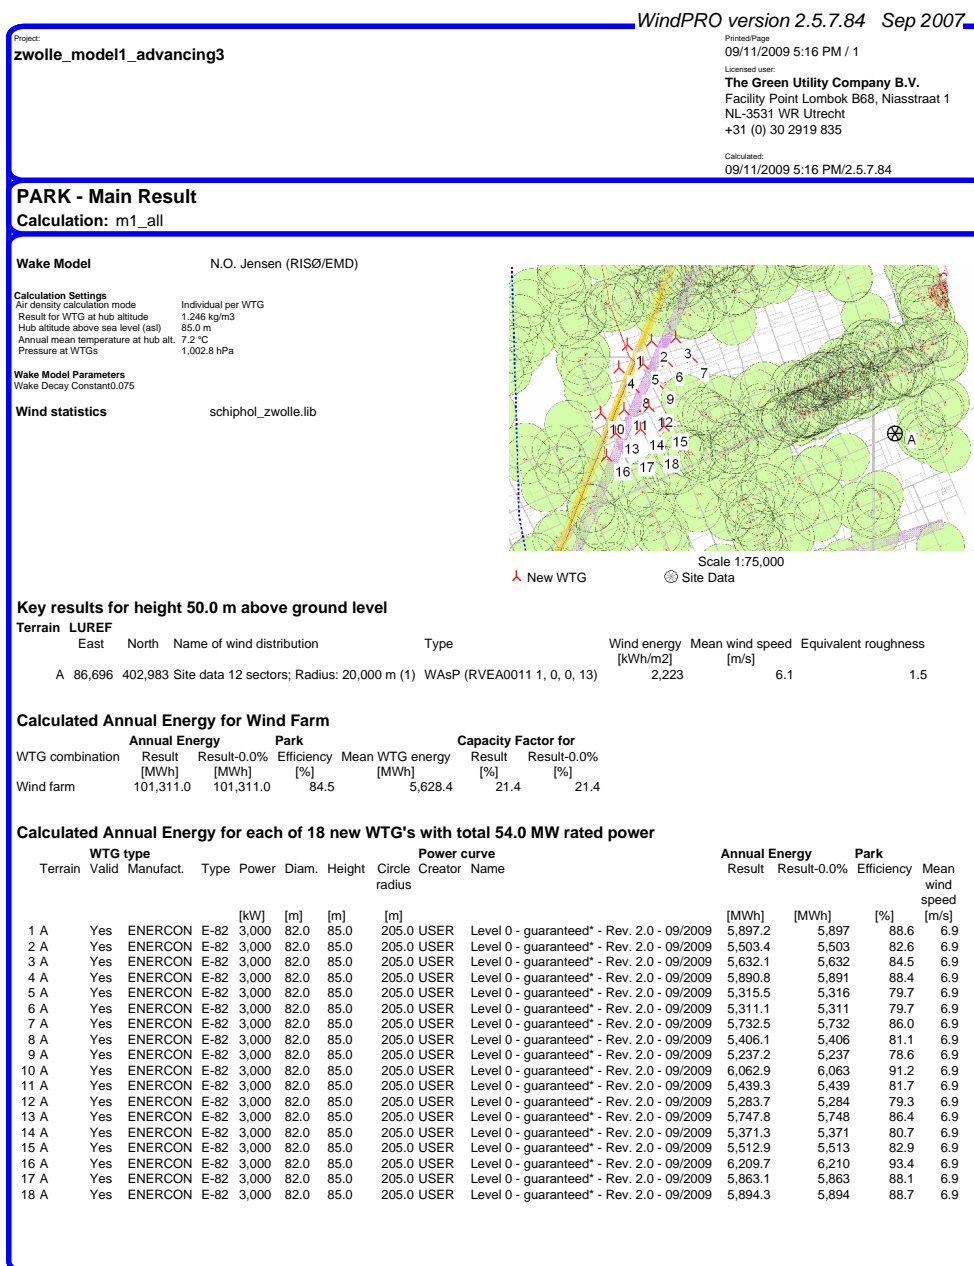 WindPRO version 2.5.7.84 Sep 2007
Project:
zwolle_model1_advancing3
Printed/Page
09/11/2009 5:16 PM / 1
Licensed user:
The Green Utility Company B.V.
Facility Point Lombok B68, Niasstraat 1
NL-3531 WR Utrecht
+31 (0) 30 2919 835
Calculated:
09/11/2009 5:16 PM/2.5.7.84
PARK - Main Result
Calculation: m1_all
Wake Model N.O. Jensen (RISØ/EMD)
Calculation Settings
Air density calculation mode Individual per WTG
Result for WTG at hub altitude 1.246 kg/m3
Hub altitude above sea level (asl) 85.0 m
Annual mean temperature at hub alt. 7.2 °C
Pressure at WTGs 1,002.8 hPa
Wake Model Parameters
Wake Decay Constant0.075
Wind statistics schiphol_zwolle.lib
1 2 3
4 5 6 7
8 9
10 11 12
13 14 15
16 17 18
A
Scale 1:75,000
New WTG Site Data
Key results for height 50.0 m above ground level
Terrain LUREF
East North Name of wind distribution Type Wind energy Mean wind speed Equivalent roughness
[kWh/m2] [m/s]
A 86,696 402,983 Site data 12 sectors; Radius: 20,000 m (1) WAsP (RVEA0011 1, 0, 0, 13) 2,223 6.1 1.5
Calculated Annual Energy for Wind Farm
Annual Energy Park Capacity Factor for
WTG combination Result Result-0.0% Efficiency Mean WTG energy Result Result-0.0%
[MWh] [MWh] [%] [MWh] [%] [%]
Wind farm 101,311.0 101,311.0 84.5 5,628.4 21.4 21.4
Calculated Annual Energy for each of 18 new WTG's with total 54.0 MW rated power
WTG type Power curve Annual Energy Park
Terrain Valid Manufact. Type Power Diam. Height Circle Creator Name Result Result-0.0% Efficiency Mean
radius wind
speed
[kW] [m] [m] [m] [MWh] [MWh] [%] [m/s]
1 A Yes ENERCON E-82 3,000 82.0 85.0 205.0 USER Level 0 - guaranteed* - Rev. 2.0 - 09/2009 5,897.2 5,897 88.6 6.9
2 A Yes ENERCON E-82 3,000 82.0 85.0 205.0 USER Level 0 - guaranteed* - Rev. 2.0 - 09/2009 5,503.4 5,503 82.6 6.9
3 A Yes ENERCON E-82 3,000 82.0 85.0 205.0 USER Level 0 - guaranteed* - Rev. 2.0 - 09/2009 5,632.1 5,632 84.5 6.9
4 A Yes ENERCON E-82 3,000 82.0 85.0 205.0 USER Level 0 - guaranteed* - Rev. 2.0 - 09/2009 5,890.8 5,891 88.4 6.9
5 A Yes ENERCON E-82 3,000 82.0 85.0 205.0 USER Level 0 - guaranteed* - Rev. 2.0 - 09/2009 5,315.5 5,316 79.7 6.9
6 A Yes ENERCON E-82 3,000 82.0 85.0 205.0 USER Level 0 - guaranteed* - Rev. 2.0 - 09/2009 5,311.1 5,311 79.7 6.9
7 A Yes ENERCON E-82 3,000 82.0 85.0 205.0 USER Level 0 - guaranteed* - Rev. 2.0 - 09/2009 5,732.5 5,732 86.0 6.9
8 A Yes ENERCON E-82 3,000 82.0 85.0 205.0 USER Level 0 - guaranteed* - Rev. 2.0 - 09/2009 5,406.1 5,406 81.1 6.9
9 A Yes ENERCON E-82 3,000 82.0 85.0 205.0 USER Level 0 - guaranteed* - Rev. 2.0 - 09/2009 5,237.2 5,237 78.6 6.9
10 A Yes ENERCON E-82 3,000 82.0 85.0 205.0 USER Level 0 - guaranteed* - Rev. 2.0 - 09/2009 6,062.9 6,063 91.2 6.9
11 A Yes ENERCON E-82 3,000 82.0 85.0 205.0 USER Level 0 - guaranteed* - Rev. 2.0 - 09/2009 5,439.3 5,439 81.7 6.9
12 A Yes ENERCON E-82 3,000 82.0 85.0 205.0 USER Level 0 - guaranteed* - Rev. 2.0 - 09/2009 5,283.7 5,284 79.3 6.9
13 A Yes ENERCON E-82 3,000 82.0 85.0 205.0 USER Level 0 - guaranteed* - Rev. 2.0 - 09/2009 5,747.8 5,748 86.4 6.9
14 A Yes ENERCON E-82 3,000 82.0 85.0 205.0 USER Level 0 - guaranteed* - Rev. 2.0 - 09/2009 5,371.3 5,371 80.7 6.9
15 A Yes ENERCON E-82 3,000 82.0 85.0 205.0 USER Level 0 - guaranteed* - Rev. 2.0 - 09/2009 5,512.9 5,513 82.9 6.9
16 A Yes ENERCON E-82 3,000 82.0 85.0 205.0 USER Level 0 - guaranteed* - Rev. 2.0 - 09/2009 6,209.7 6,210 93.4 6.9
17 A Yes ENERCON E-82 3,000 82.0 85.0 205.0 USER Level 0 - guaranteed* - Rev. 2.0 - 09/2009 5,863.1 5,863 88.1 6.9
18 A Yes ENERCON E-82 3,000 82.0 85.0 205.0 USER Level 0 - guaranteed* - Rev. 2.0 - 09/2009 5,894.3 5,894 88.7 6.9